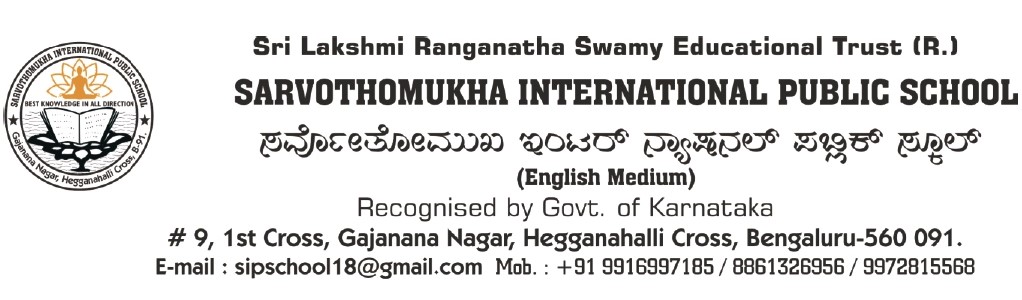 SARVOTHOMUKHA INTERNATIONAL PUBLIC SCHOOL
BEST KNOWLEDGE IN ALL DIRECTION
Gajanana Nagar, Hegganahalli Cross, B-91.
Sri Lakshmi Ranganatha Swamy Educational Trust (R.)
SARVOTHOMUKHA INTERNATIONAL PUBLIC SCHOOL
ಸರ್ವೋತೋಮುಖ ಇಂಟರ್ ನ್ಯಾಷನಲ್ ಪಬ್ಲಿಕ್ ಸ್ಕೂಲ್
(English Medium)
Recognised by Govt. of Karnataka
# 9, 1st Cross, Gajanana Nagar, Hegganahalli Cross, Bengaluru-560 091.
E-mail : sipschool18@gmail.com Mob. : +91 9916997185 / 8861326956 / 9972815568